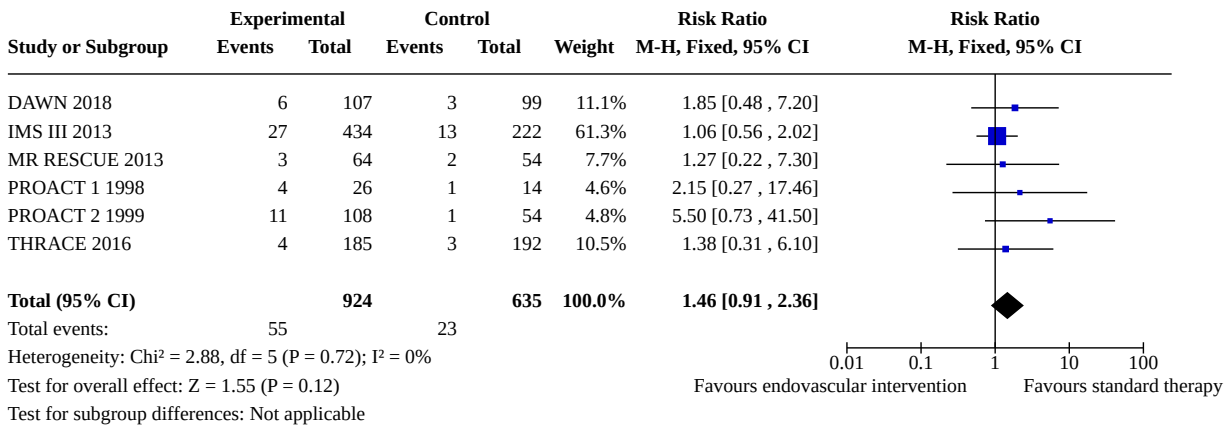 Experimental Control Risk Ratio Risk Ratio
Study or Subgroup Events Total Events Total Weight M-H, Fixed, 95% CI M-H, Fixed, 95% CI
DAWN 2018 6 107 3 99 11.1% 1.85 [0.48 , 7.20]
IMS III 2013 27 434 13 222 61.3% 1.06 [0.56 , 2.02]
MR RESCUE 2013 3 64 2 54 7.7% 1.27 [0.22 , 7.30]
PROACT 1 1998 4 26 1 14 4.6% 2.15 [0.27 , 17.46]
PROACT 2 1999 11 108 1 54 4.8% 5.50 [0.73 , 41.50]
THRACE 2016 4 185 3 192 10.5% 1.38 [0.31 , 6.10]
Total (95% CI) 924 635 100.0% 1.46 [0.91 , 2.36]
Total events: 55 23
Heterogeneity: Chi² = 2.88, df = 5 (P = 0.72); I² = 0%
0.01 0.1 1 10 100
Test for overall effect: Z = 1.55 (P = 0.12) Favours endovascular intervention Favours standard therapy
Test for subgroup differences: Not applicable